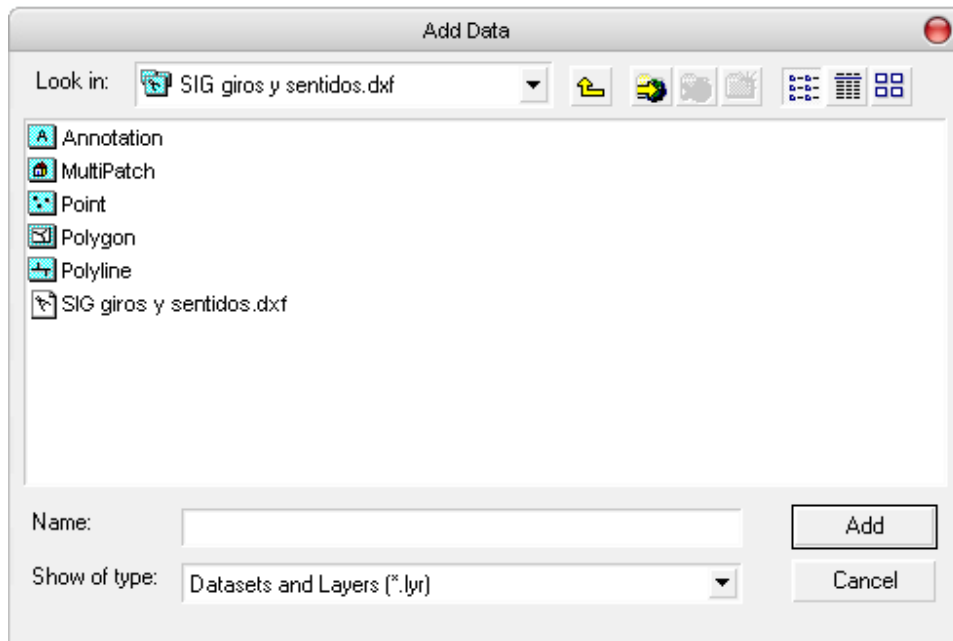 Add Data
Look in: SIG giros y sentidos.dxf
Annotation
MultiPatch
Point
Polygon
Polyline
SIG giros y sentidos.dxf
Name:
Add
Show of type: Datasets and Layers (*.lyr)
Cancel